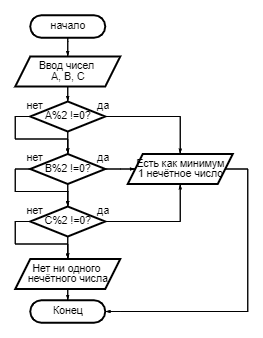 начало
Ввод чисел
А, В, С
нет
да
А%2 !=0?
нет
да
В%2 !=0?
Есть как минимум
1 нечётное число
нет
да
С%2 !=0?
Нет ни одного
нечётного числа
Конец